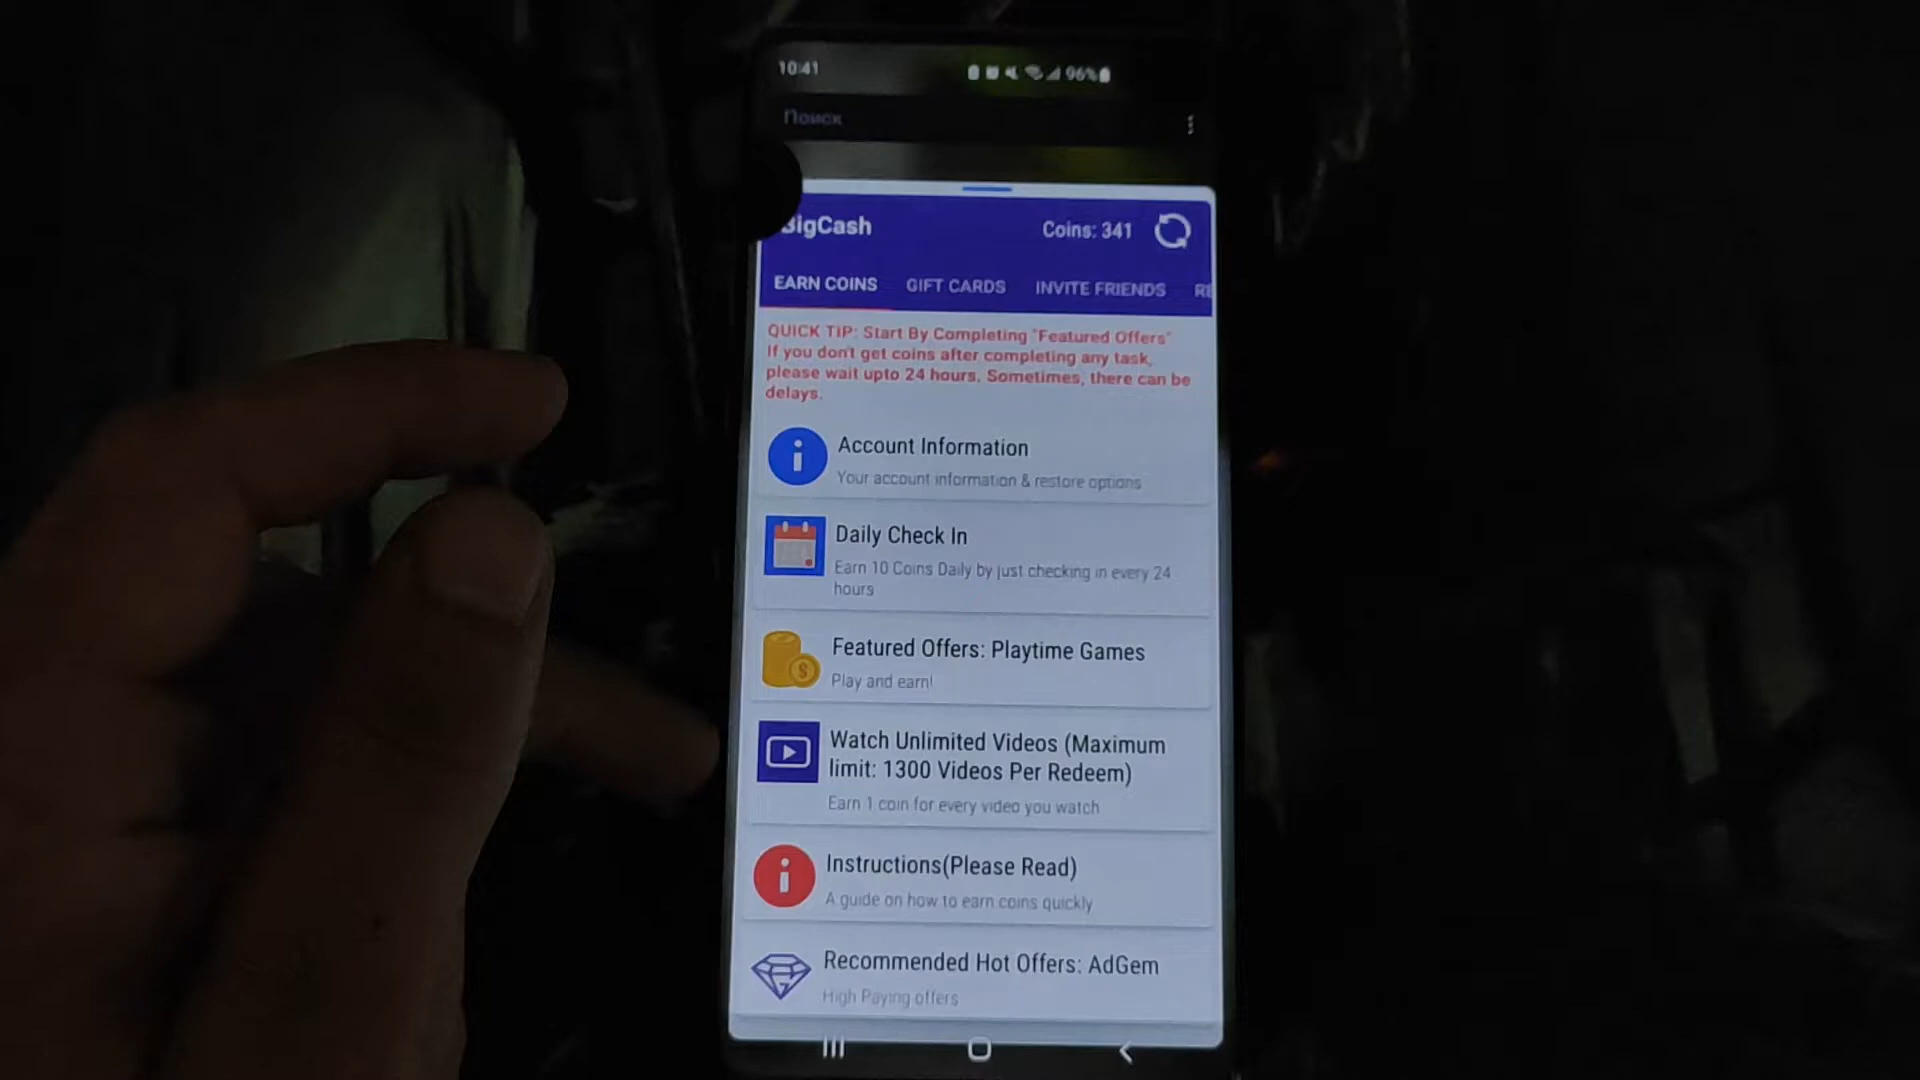 10:41
96%
Поиск
BigCash
Coins: 341
EARN COINS
GIFT CARDS
INVITE FRIENDS
RE
QUICK TIP: Start By Completing "Featured Offers"
If you don't get coins after completing any task,
please wait upto 24 hours. Sometimes, there can be
delays.
Account Information
Your account information & restore options
Daily Check In
Earn 10 Coins Daily by just checking in every 24
hours
Featured Offers: Playtime Games
Play and earn!
Watch Unlimited Videos (Maximum
limit: 1300 Videos Per Redeem)
Earn 1 coin for every video you watch
Instructions(Please Read)
A guide on how to earn coins quickly
Recommended Hot Offers: AdGem
High Paying offers